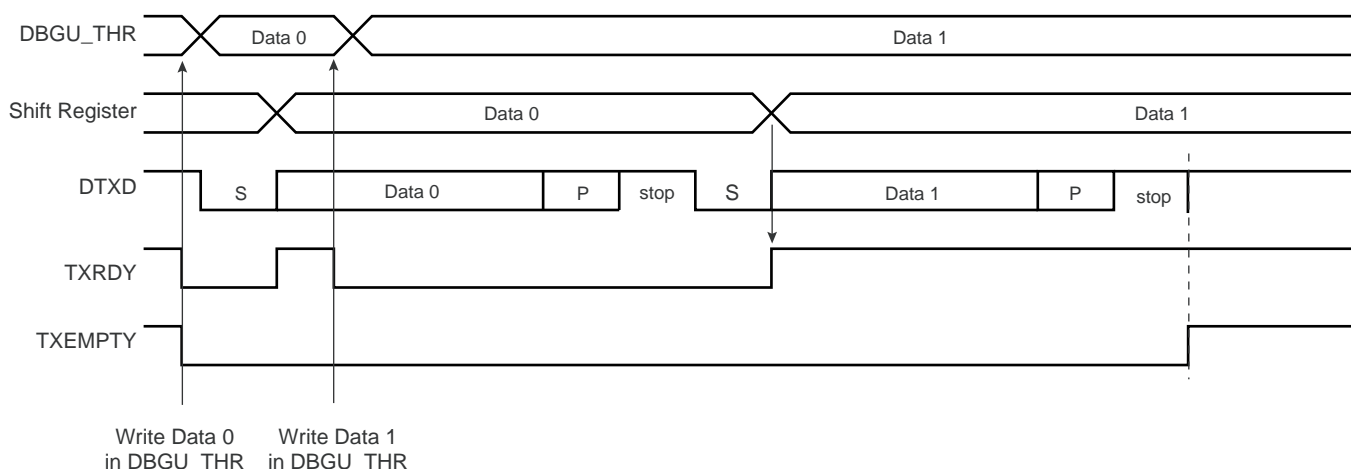 DBGU_THR
Data 0
Data 1
Shift Register
Data 0
Data 1
DTXD
S
Data 0
P
stop
S
Data 1
P
stop
TXRDY
TXEMPTY
Write Data 0
in DBGU_THR
Write Data 1
in DBGU_THR